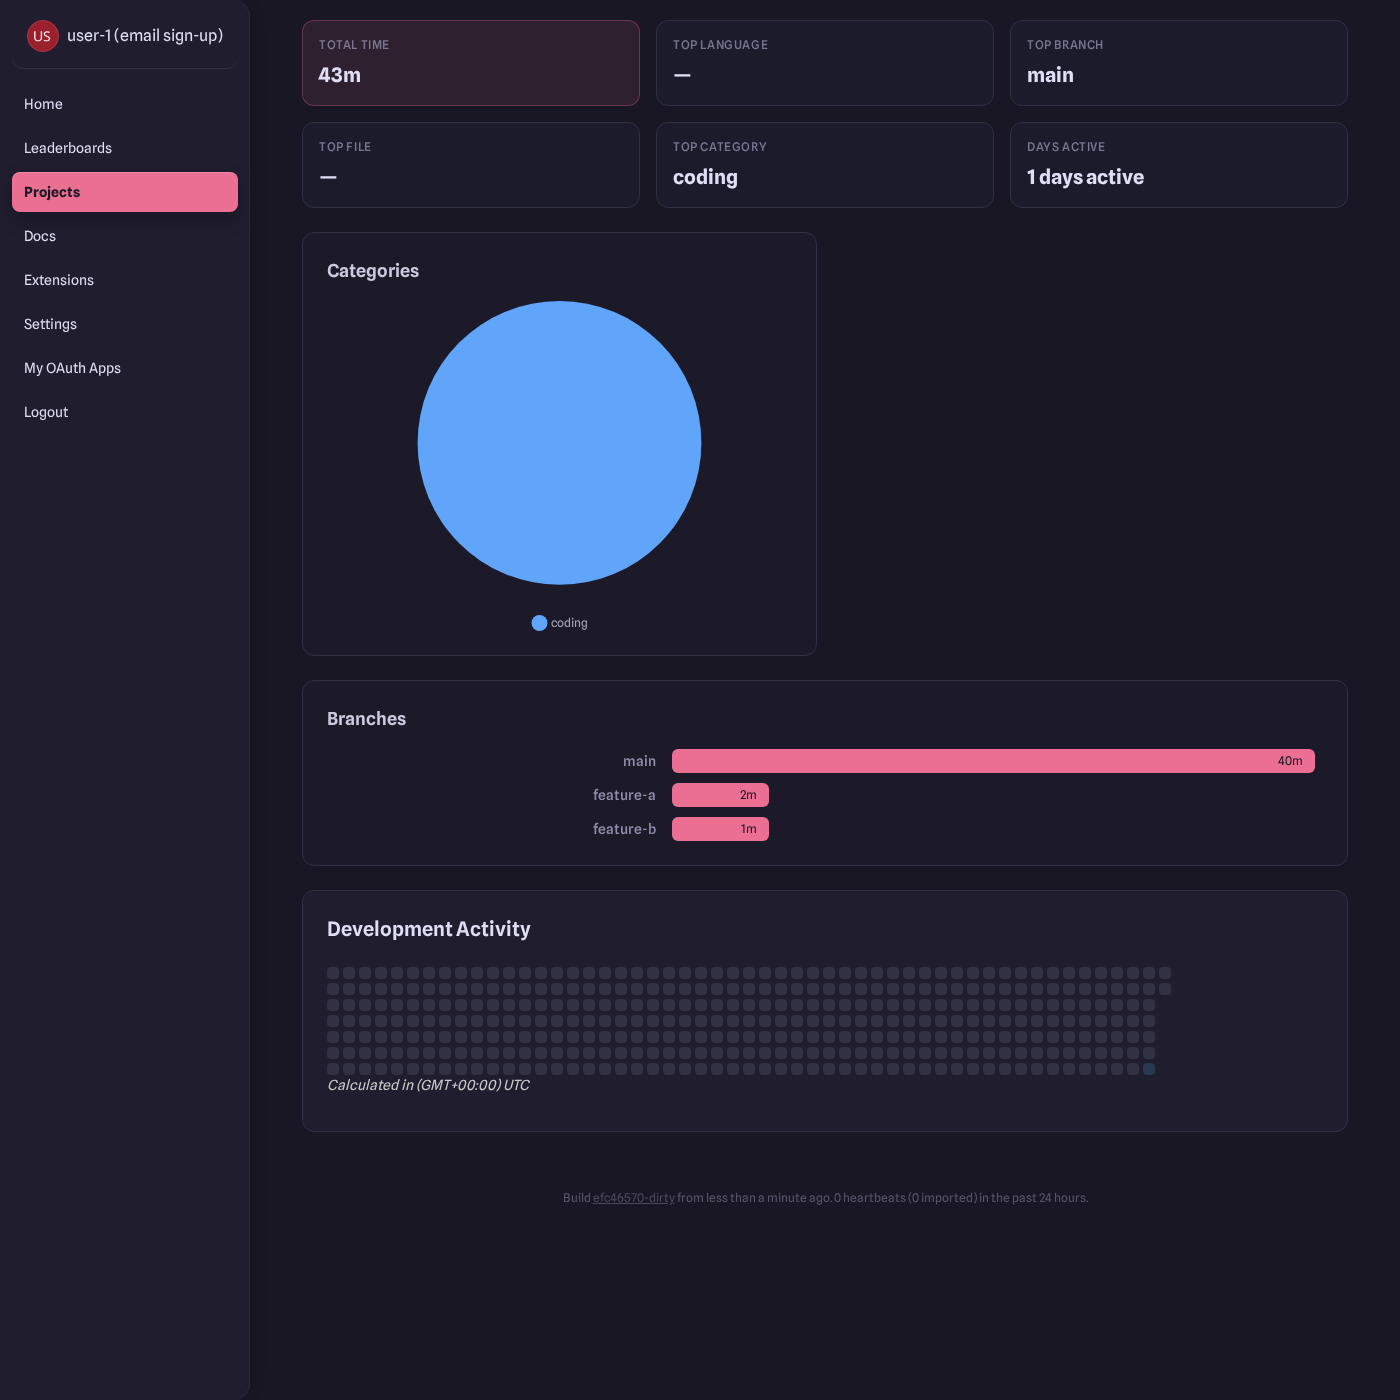 US
user-1 (email sign-up)
Home
Leaderboards
Projects
Docs
Extensions
Settings
My OAuth Apps
Logout
TOTAL TIME
43m
TOP LANGUAGE
—
TOP BRANCH
main
TOP FILE
—
TOP CATEGORY
coding
DAYS ACTIVE
1 days active
Categories
coding
Branches
main
40m
feature-a
2m
feature-b
1m
Development Activity
Calculated in (GMT+00:00) UTC
Build efc46570-dirty from less than a minute ago. 0 heartbeats (0 imported) in the past 24 hours.